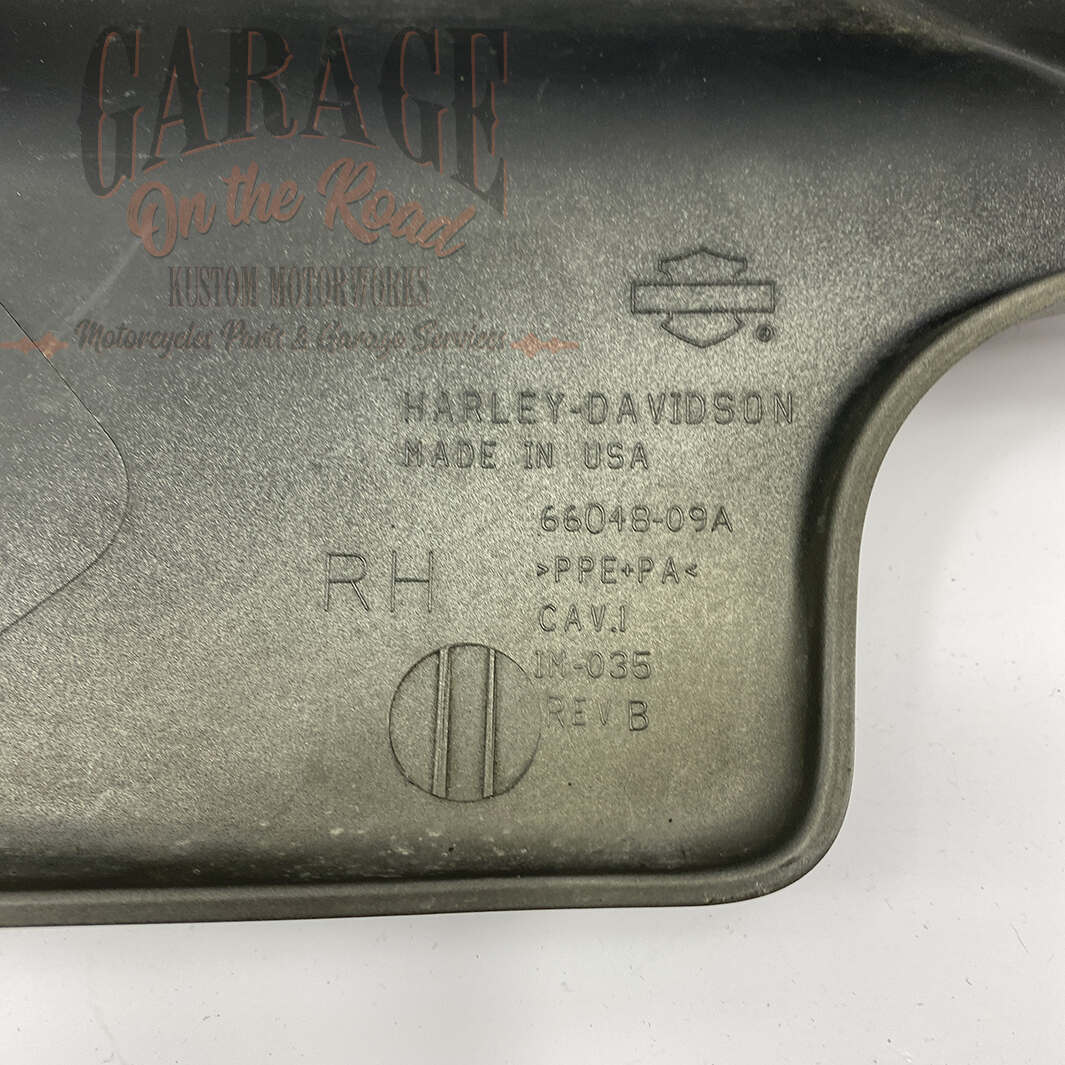 GARAGE
On the Road
KUSTOM MOTORWORKS
Motorcycles Parts & Garage Services
®
HARLEY-DAVIDSON
MADE IN USA
66048-09A
RH
>PPE+PA<
CAV.1
IM-035
REV B